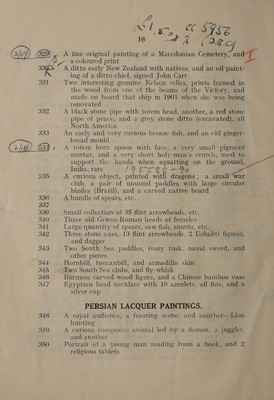 16
329 A fine original painting of a Macedonian Cemetery, and
a coloured print
330 A ditto early New Zealand with natives, and an oil paint-
ing of a ditto chief, signed John Carr
331 Two interesting genuine Nelson relics, prints framed in
the wood from one of the beams of the Victory, and
made on board that ship in 1901 when she was being
renovated
332 A black stone pipe with totem head, another, a red stone
pipe of peace, and a grey stone ditto (excavated), all
North America
333 An early and very curious bronze fish, and an old ginger-
bread mould
334 A totem horn spoon with face, a very small pigment
mortar, and a very short holy-man's crutch, used to
support the hands when squatting on the ground,
India, rare
335 A curious object, painted with dragons; a small war
club, a pair of unusual paddles with large circular
blades (Brazil), and a carved native board
336 A bundle of spears, etc.
337
339 Small collection of 35 flint arrowheads, etc.
340 Three old Græco-Roman heads of females
341 Large quantity of spears, saw fish, snouts, etc.
342 Three stone axes, 13 flint arrowheads, 2 Ushabti figures,
and dagger
343 Two South Sea paddles, ivory tusk, naval sword, and
other pieces
344 Hornbill, toucanbill, and armadillo skin
345 Two South Sea clubs, and fly-whisk
346 Burmese carved wood figure, and a Chinese bamboo vase
347 Egyptian bead necklace with 10 amulets, all fine, and a
silver cup
PERSIAN LACQUER PAINTINGS.
348 A royal audience, a feasting scene, and another—Lion
hunting
349 A curious composite animal led by a demon, a juggler,
and another
350 Portrait of a young man reading from a book, and 2
religious tablets